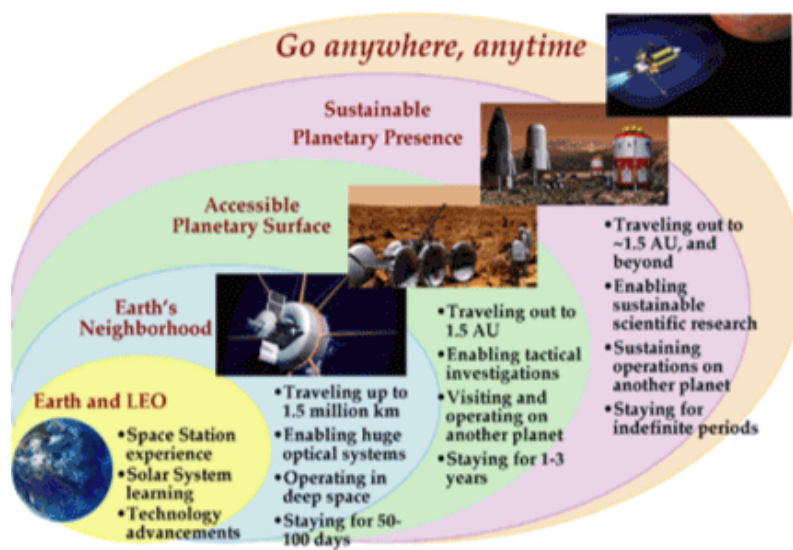 Go anywhere, anytime
Sustainable
Planetary Presence
Accessible
Planetary Surface
Earth's
Neighborhood
Earth and LEO
•Space Station
experience
•Solar System
learning
•Technology
advancements
•Traveling up to
1.5 million km
•Enabling huge
optical systems
•Operating in
deep space
•Staying for 50-
100 days
•Traveling out to
1.5 AU
•Enabling tactical
investigations
•Visiting and
operating on
another planet
•Staying for 1-3
years
•Traveling out to
~1.5 AU, and
beyond
•Enabling
sustainable
scientific research
•Sustaining
operations on
another planet
•Staying for
indefinite periods